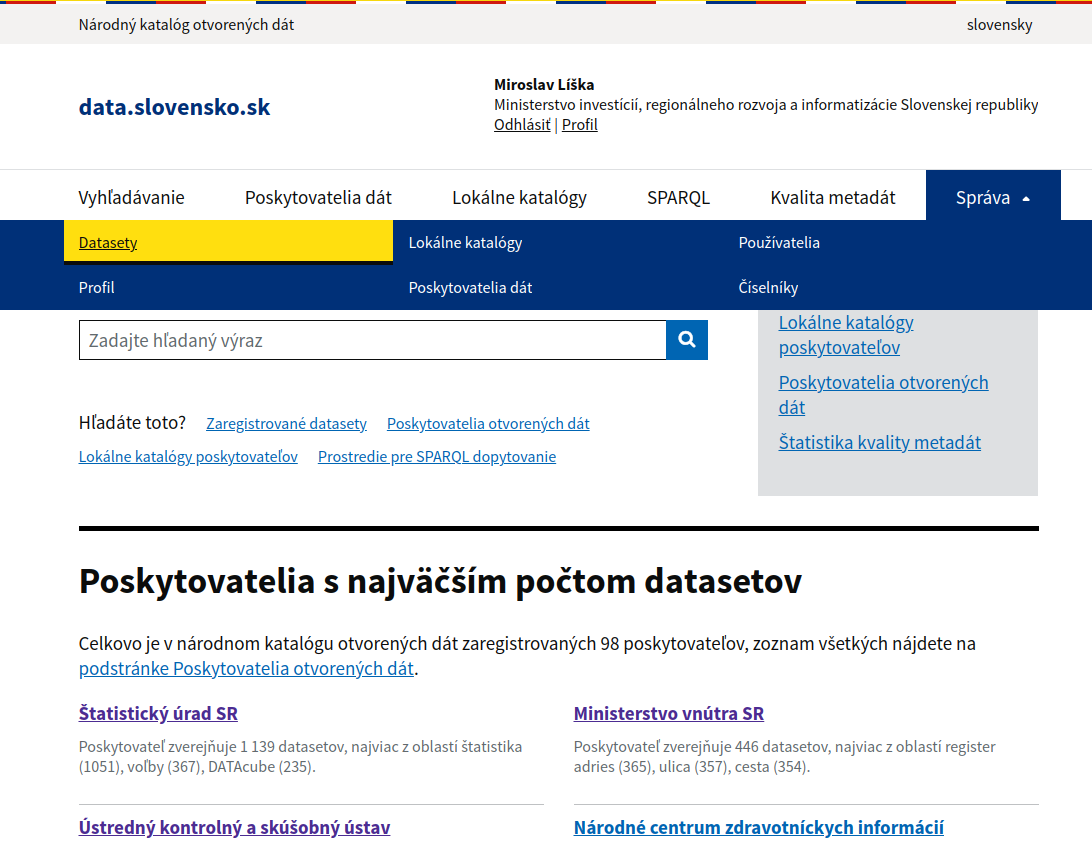 Národný katalóg otvorených dát
slovensky
data.slovensko.sk
Miroslav Líška
Ministerstvo investícií, regionálneho rozvoja a informatizácie Slovenskej republiky
Odhlásiť | Profil
Vyhľadávanie
Poskytovatelia dát
Lokálne katalógy
SPARQL
Kvalita metadát
Správa
Datasety
Lokálne katalógy
Používatelia
Profil
Poskytovatelia dát
Číselníky
Zadajte hľadaný výraz
Hľadáte toto? Zaregistrované datasety Poskytovatelia otvorených dát
Lokálne katalógy poskytovateľov Prostredie pre SPARQL dopytovanie
Lokálne katalógy
poskytovateľov
Poskytovatelia otvorených
dát
Štatistika kvality metadát
Poskytovatelia s najväčším počtom datasetov
Celkovo je v národnom katalógu otvorených dát zaregistrovaných 98 poskytovateľov, zoznam všetkých nájdete na
podstránke Poskytovatelia otvorených dát.
Štatistický úrad SR
Poskytovateľ zverejňuje 1 139 datasetov, najviac z oblastí štatistika
(1051), voľby (367), DATAcube (235).
Ministerstvo vnútra SR
Poskytovateľ zverejňuje 446 datasetov, najviac z oblastí register
adries (365), ulica (357), cesta (354).
Ústredný kontrolný a skúšobný ústav
Národné centrum zdravotníckych informácií